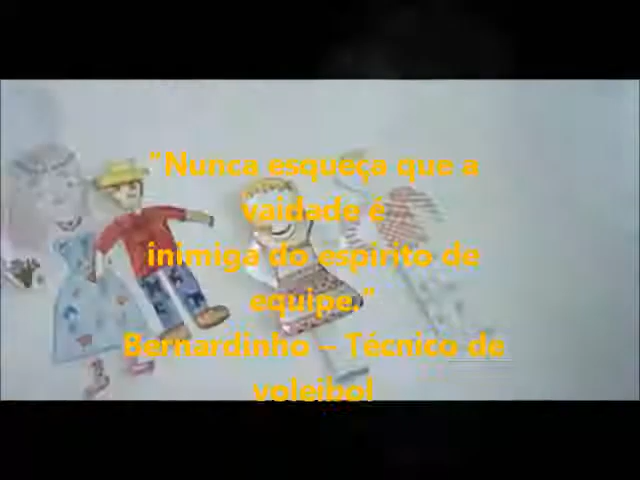 "Nunca esqueça que a
vaidade é
inimiga do espírito de
equipe."
Bernardinho – Técnico de
voleibol